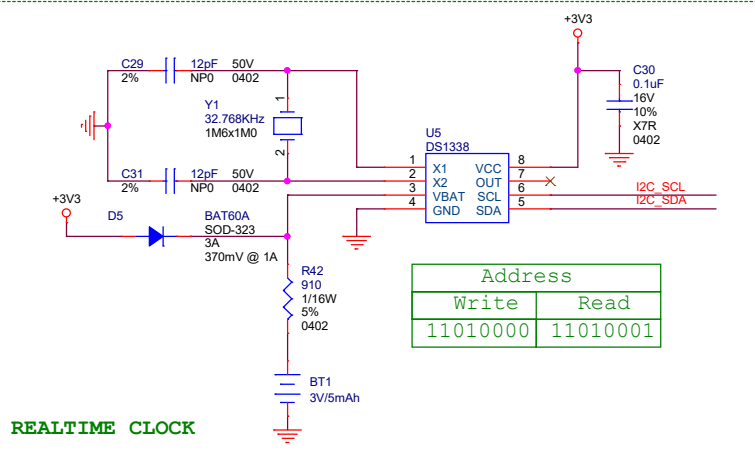 +3V3
C29 12pF 50V
2% NP0 0402
C30
0.1uF
16V
10%
X7R
0402
Y1
32.768KHz
1M6x1M0
1
2
U5
DS1338
1 X1 VCC 8
2 X2 OUT 7
3 VBAT SCL 6 I2C_SCL
4 GND SDA 5 I2C_SDA
C31 12pF 50V
2% NP0 0402
+3V3
D5 BAT60A
SOD-323
3A
370mV @ 1A
R42
910
1/16W
5%
0402
Address
Write Read
11010000 11010001
BT1
3V/5mAh
REALTIME CLOCK